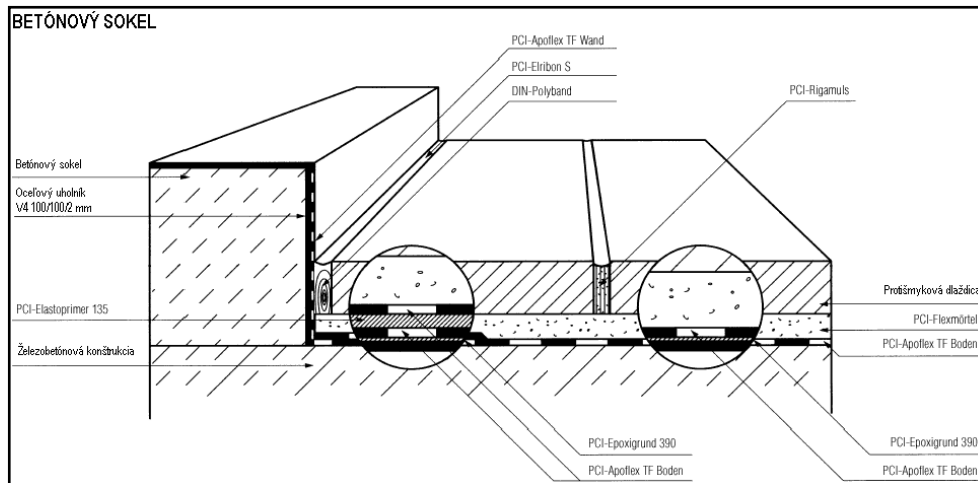 BETÓNOVÝ SOKEL
PCI-Apoflex TF Wand
PCI-Elribon S
DIN-Polyband
PCI-Rigamuls
Betónový sokel
Oceľový uholník
V4 100/100/2 mm
PCI-Elastoprimer 135
Železobetónová konštrukcia
Protišmyková dlaždica
PCI-Flexmörtel
PCI-Apoflex TF Boden
PCI-Epoxigrund 390
PCI-Apoflex TF Boden
PCI-Epoxigrund 390
PCI-Apoflex TF Boden